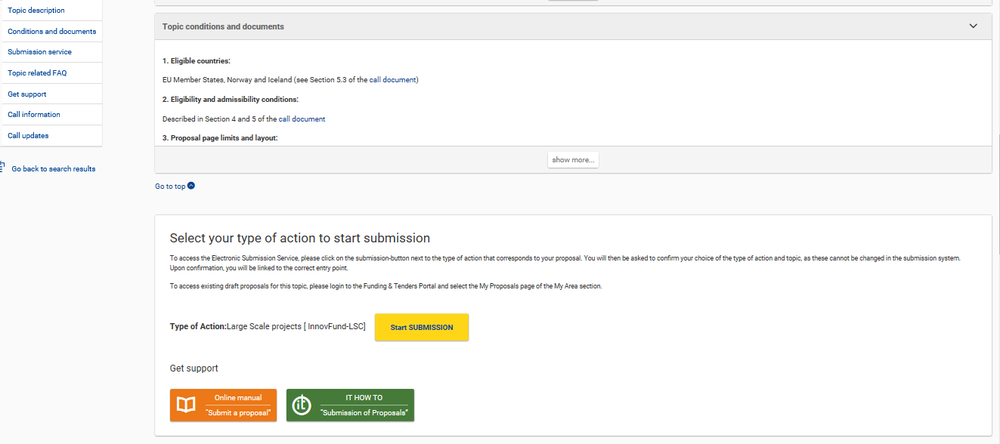 Topic description
Conditions and documents
Submission service
Topic related FAQ
Get support
Call information
Call updates
Go back to search results
Topic conditions and documents
1. Eligible countries:
EU Member States, Norway and Iceland (see Section 5.3 of the call document)
2. Eligibility and admissibility conditions:
Described in Section 4 and 5 of the call document
3. Proposal page limits and layout:
show more...
Go to top
Select your type of action to start submission
To access the Electronic Submission Service, please click on the submission-button next to the type of action that corresponds to your proposal. You will then be asked to confirm your choice of the type of action and topic, as these cannot be changed in the submission system.
Upon confirmation, you will be linked to the correct entry point.
To access existing draft proposals for this topic, please login to the Funding & Tenders Portal and select the My Proposals page of the My Area section.
Type of Action:Large Scale projects [ InnovFund-LSC] Start SUBMISSION
Get support
Online manual
"Submit a proposal"
it
IT HOW TO
"Submission of Proposals"